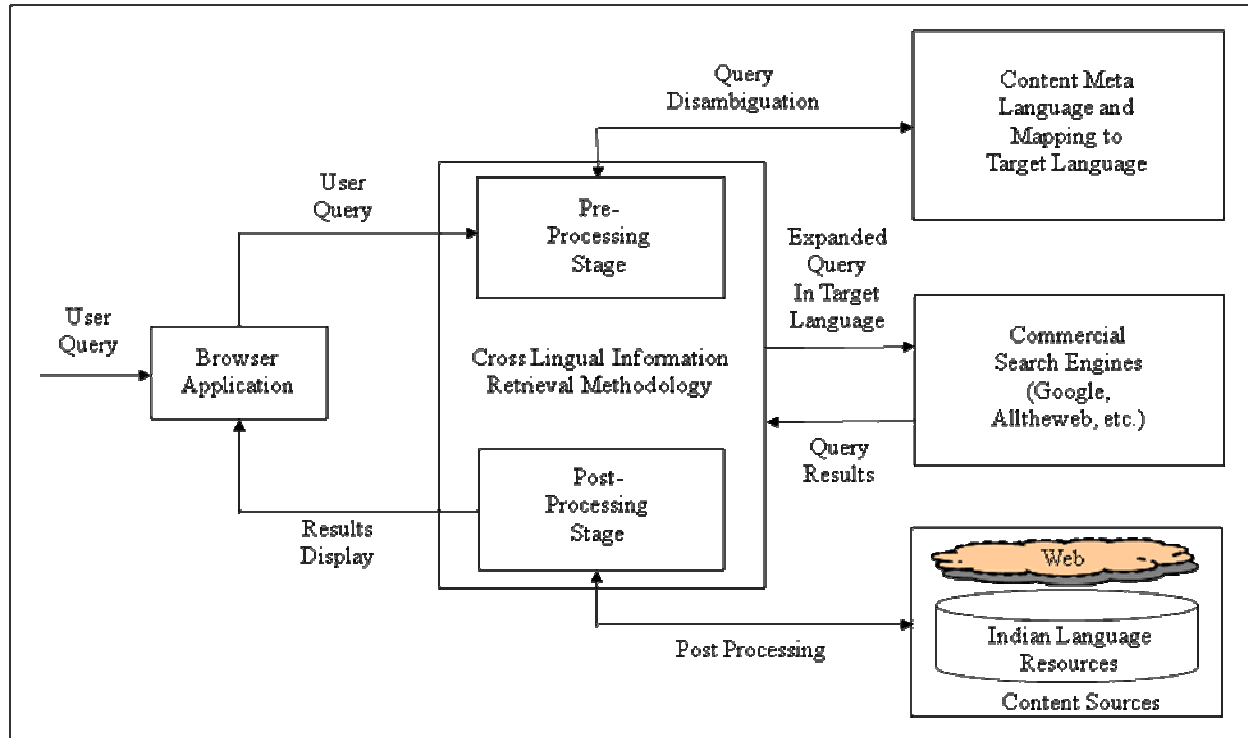 Query
Disambiguation
Content Meta
Language and
Mapping to
Target Language
User
Query
Pre-
Processing
Stage
Expanded
Query
In Target
Language
User
Query
Browser
Application
Cross Lingual Information
Retrieval Methodology
Commercial
Search Engines
(Google,
Alltheweb, etc.)
Query
Results
Post-
Processing
Stage
Results
Display
Web
Indian Language
Resources
Content Sources
Post Processing